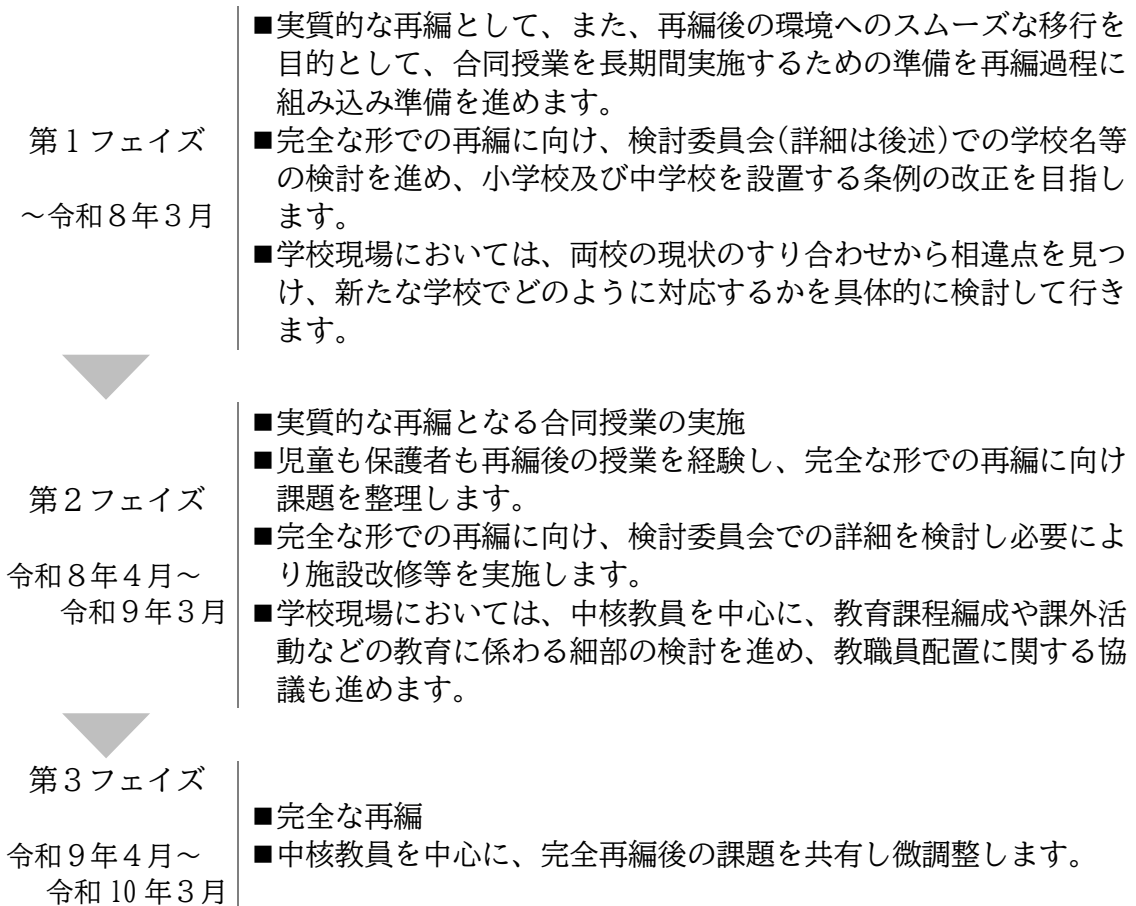 第１フェイズ
～令和８年３月
■実質的な再編として、また、再編後の環境へのスムーズな移行を
目的として、合同授業を長期間実施するための準備を再編過程に
組み込み準備を進めます。
■完全な形での再編に向け、検討委員会(詳細は後述)での学校名等
の検討を進め、小学校及び中学校を設置する条例の改正を目指し
ます。
■学校現場においては、両校の現状のすり合わせから相違点を見つ
け、新たな学校でどのように対応するかを具体的に検討して行き
ます。
第２フェイズ
令和８年４月～
令和９年３月
■実質的な再編となる合同授業の実施
■児童も保護者も再編後の授業を経験し、完全な形での再編に向け
課題を整理します。
■完全な形での再編に向け、検討委員会での詳細を検討し必要によ
り施設改修等を実施します。
■学校現場においては、中核教員を中心に、教育課程編成や課外活
動などの教育に係わる細部の検討を進め、教職員配置に関する協
議も進めます。
第３フェイズ
令和９年４月～
令和 10 年３月
■完全な再編
■中核教員を中心に、完全再編後の課題を共有し微調整します。